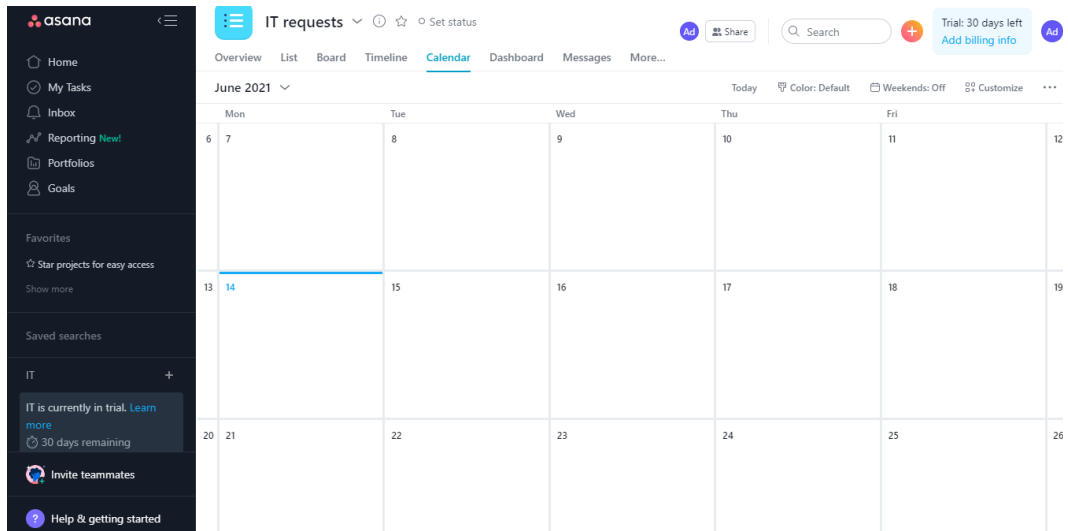 asana
Home
My Tasks
Inbox
Reporting New!
Portfolios
Goals
Favorites
Star projects for easy access
Show more
Saved searches
IT +
IT is currently in trial. Learn
more
30 days remaining
Invite teammates
? Help & getting started
IT requests
Set status
Ad
Share
Search
+
Trial: 30 days left
Add billing info
Ad
Overview List Board Timeline Calendar Dashboard Messages More...
June 2021
Today Color: Default Weekends: Off Customize ...
Mon Tue Wed Thu Fri
6 7 8 9 10 11 12
13 14 15 16 17 18 19
20 21 22 23 24 25 26